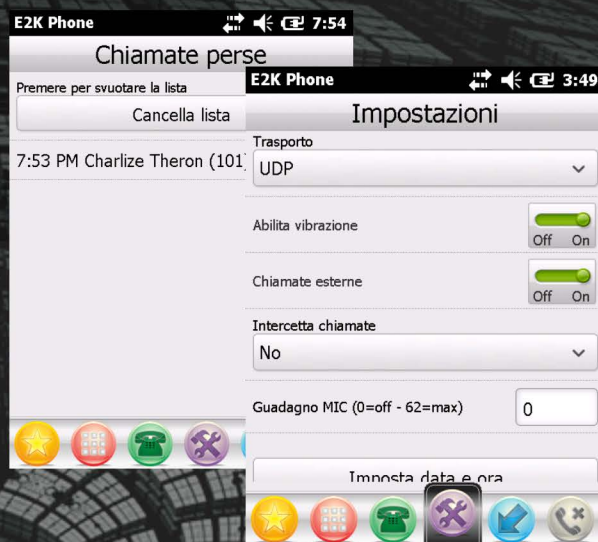 E2K Phone 7:54
Chiamate perse
Premere per svuotare la lista
Cancella lista
7:53 PM Charlize Theron (101)
E2K Phone 3:49
Impostazioni
Trasporto
UDP
Abilita vibrazione
Off On
Chiamate esterne
Off On
Intercetta chiamate
No
Guadagno MIC (0=off - 62=max) 0
Imposta data e ora